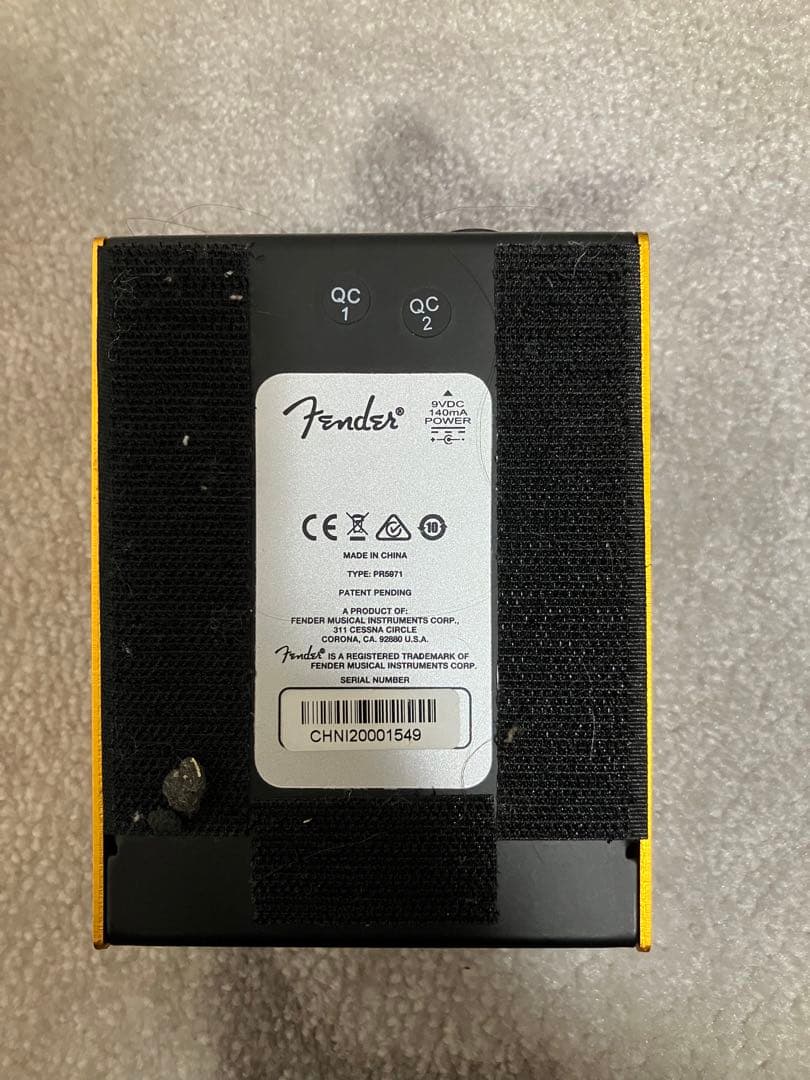 QC
1
QC
2
Fender®
9VDC
140mA
POWER
10
MADE IN CHINA
TYPE: PR5971
PATENT PENDING
A PRODUCT OF:
FENDER MUSICAL INSTRUMENTS CORP.,
311 CESSNA CIRCLE
CORONA, CA. 92880 U.S.A.
Fender® IS A REGISTERED TRADEMARK OF
FENDER MUSICAL INSTRUMENTS CORP.
SERIAL NUMBER
CHNI20001549